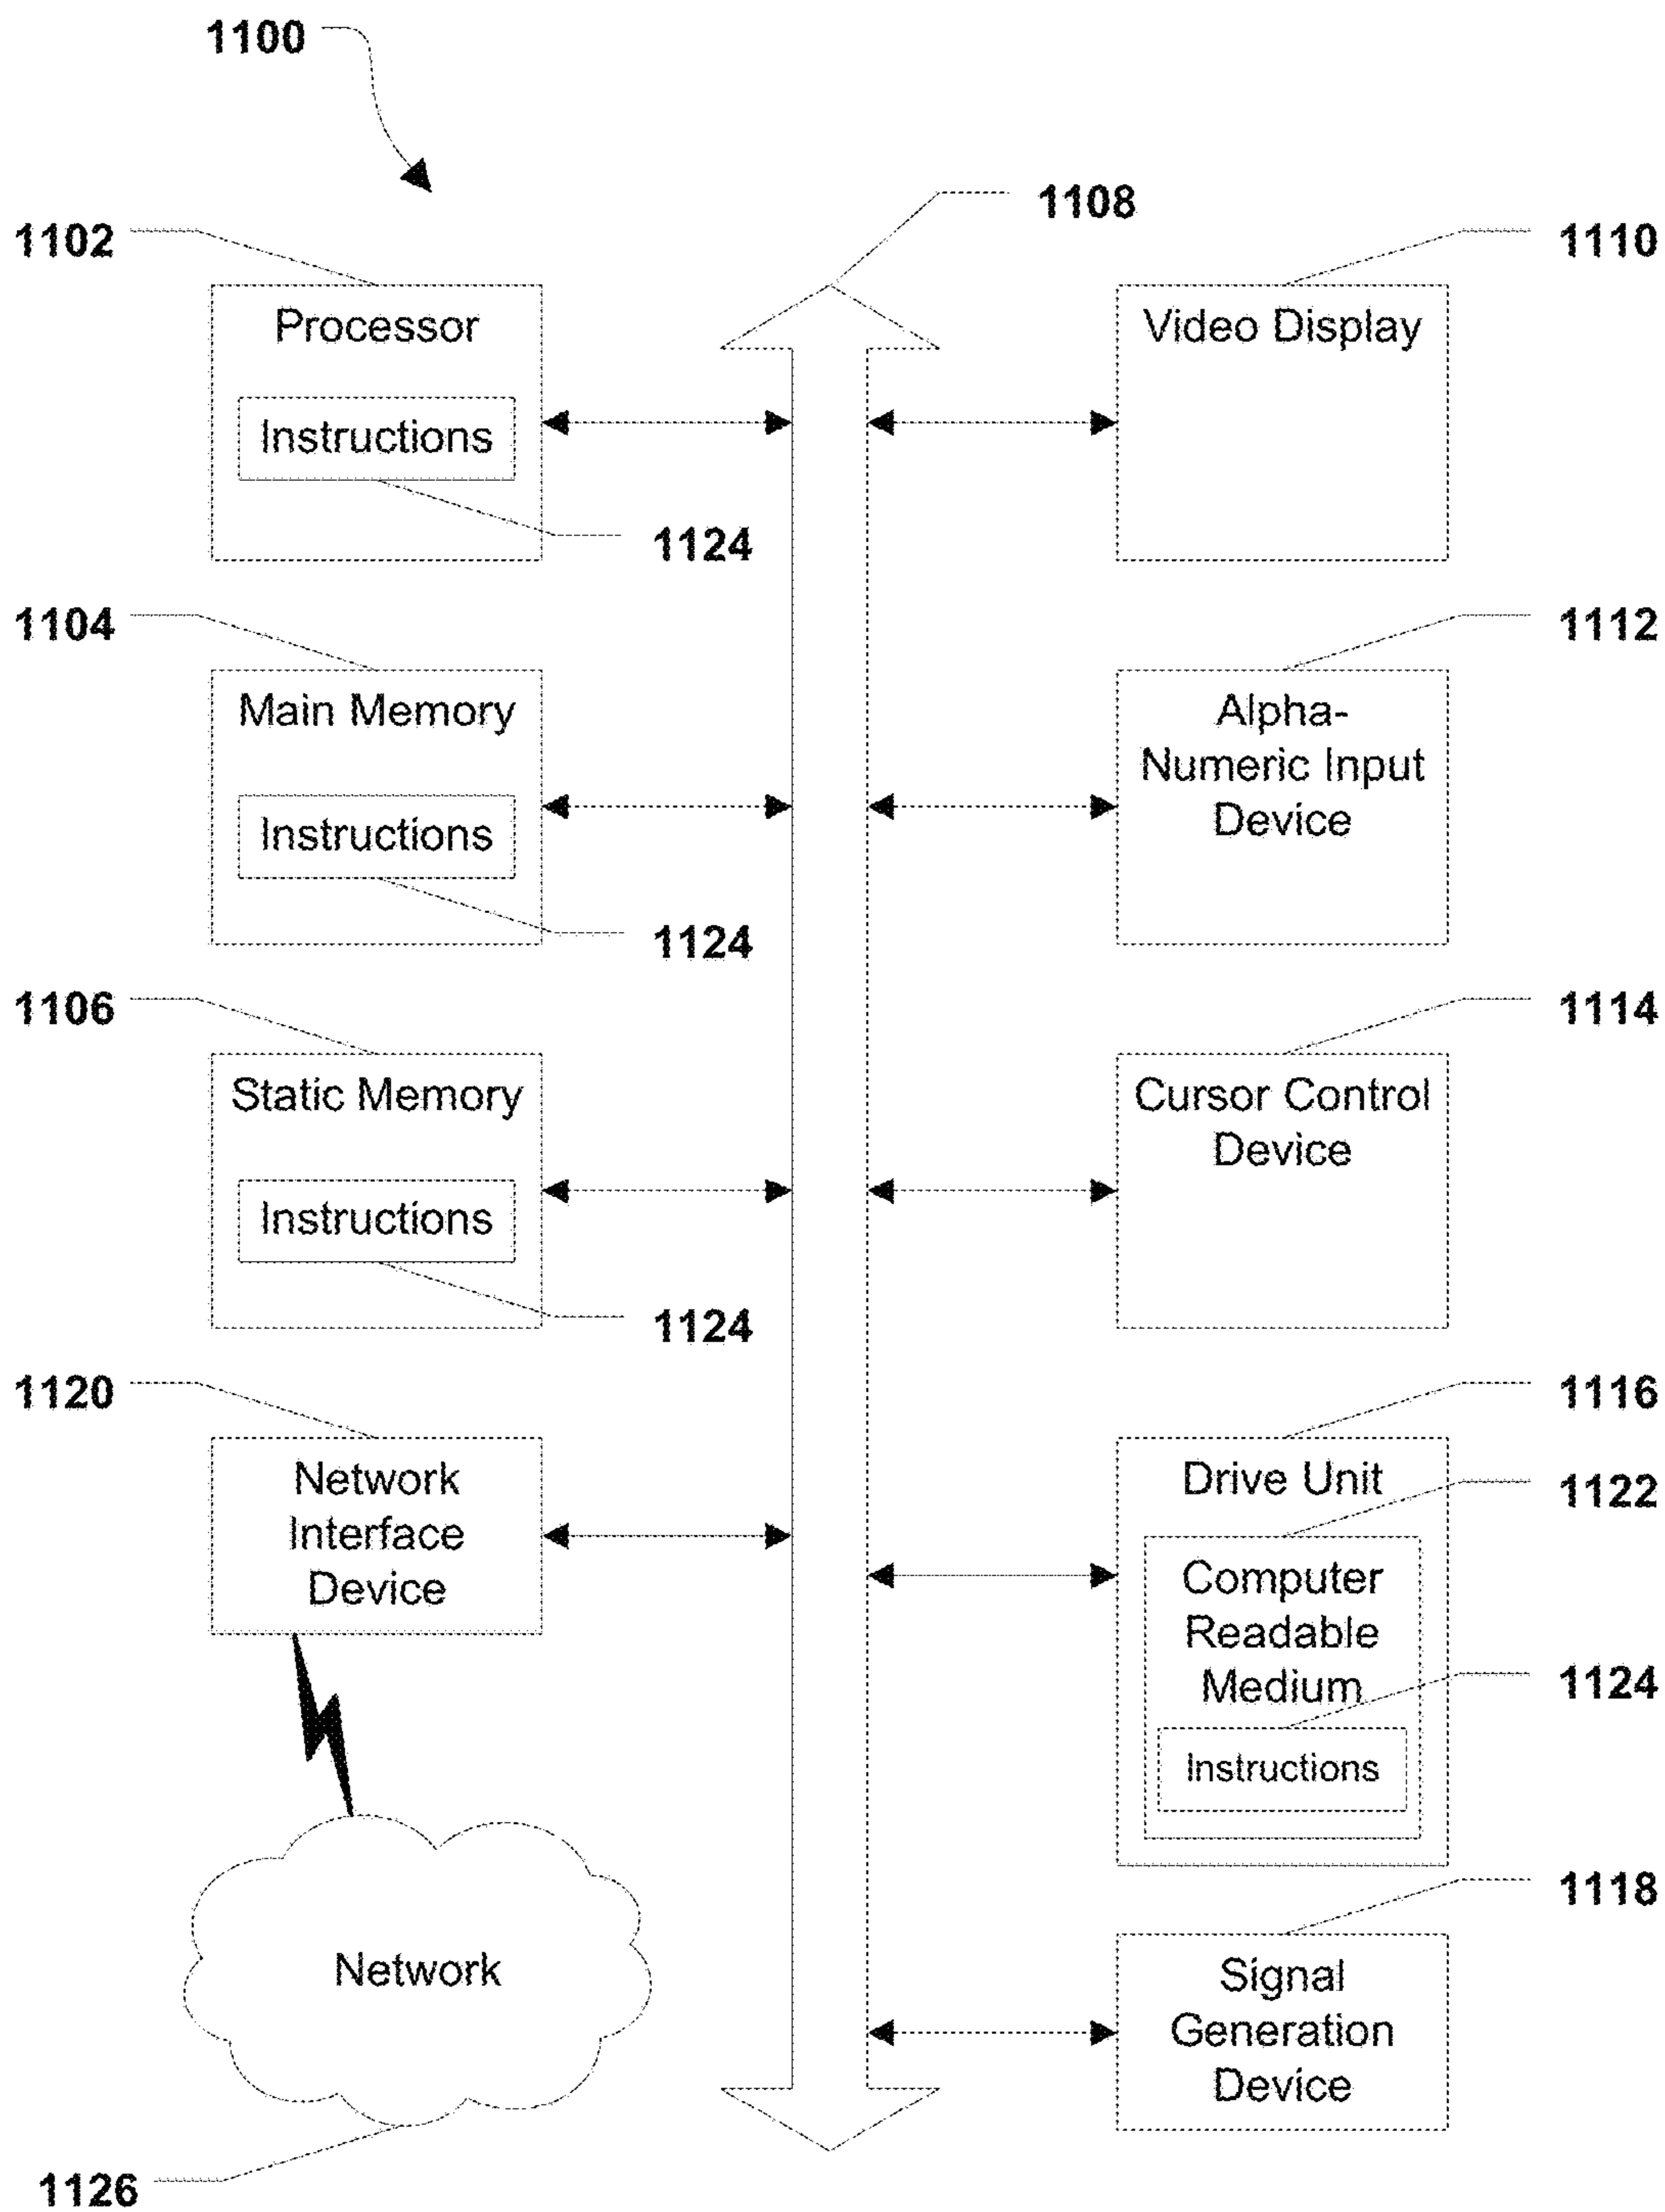 1100
1108
1102
1110
Processor
Instructions
1124
Video Display
1104
1112
Main Memory
Instructions
1124
Alpha-
Numeric Input
Device
1106
1114
Static Memory
Instructions
1124
Cursor Control
Device
1120
1116
Network
Interface
Device
Drive Unit
1122
Computer
Readable
Medium
1124
Instructions
1118
Network
Signal
Generation
Device
1126